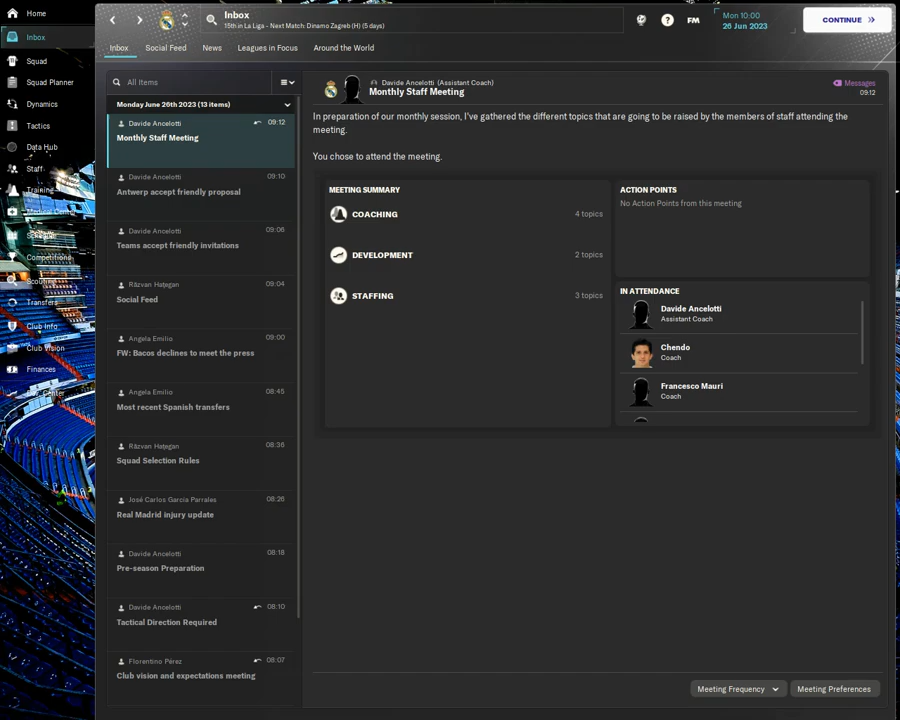 Home
Inbox
Squad
Squad Planner
Dynamics
Tactics
Data Hub
Staff
Training
Medical Centre
Competitions
Scouting
Transfers
Club Info
Club Vision
Finances
Inbox
15th in La Liga - Next Match: Dinamo Zagreb (H) (5 days)
FM
Mon 10:00
26 Jun 2023
CONTINUE
Inbox
Social Feed
News
Leagues in Focus
Around the World
All Items
Monday June 26th 2023 (13 items)
Davide Ancelotti
09:12
Monthly Staff Meeting
Davide Ancelotti
09:10
Antwerp accept friendly proposal
Davide Ancelotti
09:06
Teams accept friendly invitations
Răzvan Hațegan
09:04
Social Feed
Angela Emilio
09:00
FW: Bacos declines to meet the press
Angela Emilio
08:45
Most recent Spanish transfers
Răzvan Hațegan
08:36
Squad Selection Rules
José Carlos García Parrales
08:26
Real Madrid injury update
Davide Ancelotti
08:18
Pre-season Preparation
Davide Ancelotti
08:10
Tactical Direction Required
Florentino Pérez
08:07
Club vision and expectations meeting
Davide Ancelotti (Assistant Coach)
Monthly Staff Meeting
Messages
09:12
In preparation of our monthly session, I've gathered the different topics that are going to be raised by the members of staff attending the
meeting.
You chose to attend the meeting.
MEETING SUMMARY
COACHING
4 topics
DEVELOPMENT
2 topics
STAFFING
3 topics
ACTION POINTS
No Action Points from this meeting
IN ATTENDANCE
Davide Ancelotti
Assistant Coach
Chendo
Coach
Francesco Mauri
Coach
Meeting Frequency
Meeting Preferences